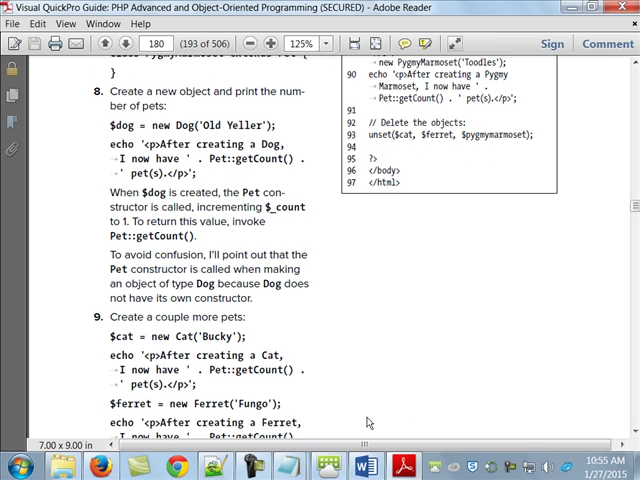 Visual QuickPro Guide: PHP Advanced and Object-Oriented Programming (SECURED) - Adobe Reader
File Edit View Window Help
180 (193 of 506) 125% Sign Comment
}
8. Create a new object and print the num-
ber of pets:
$dog = new Dog('Old Yeller');
echo '<p>After creating a Dog,
→ I now have ' . Pet::getCount() .
→ ' pet(s).</p>';
When $dog is created, the Pet con-
structor is called, incrementing $_count
to 1. To return this value, invoke
Pet::getCount().
To avoid confusion, I'll point out that the
Pet constructor is called when making
an object of type Dog because Dog does
not have its own constructor.
9. Create a couple more pets:
$cat = new Cat('Bucky');
echo '<p>After creating a Cat,
→ I now have ' . Pet::getCount() .
→ ' pet(s).</p>';
$ferret = new Ferret('Fungo');
echo '<p>After creating a Ferret,
→ I now have ' . Pet::getCount()
→ new PygmyMarmoset('Toodles');
90 echo '<p>After creating a Pygmy
→ Marmoset, I now have ' .
→ Pet::getCount() . ' pet(s).</p>';
91
92 // Delete the objects:
93 unset($cat, $ferret, $pygmymarmoset);
94
95 ?>
96 </body>
97 </html>
7.00 x 9.00 in
10:55 AM
1/27/2015